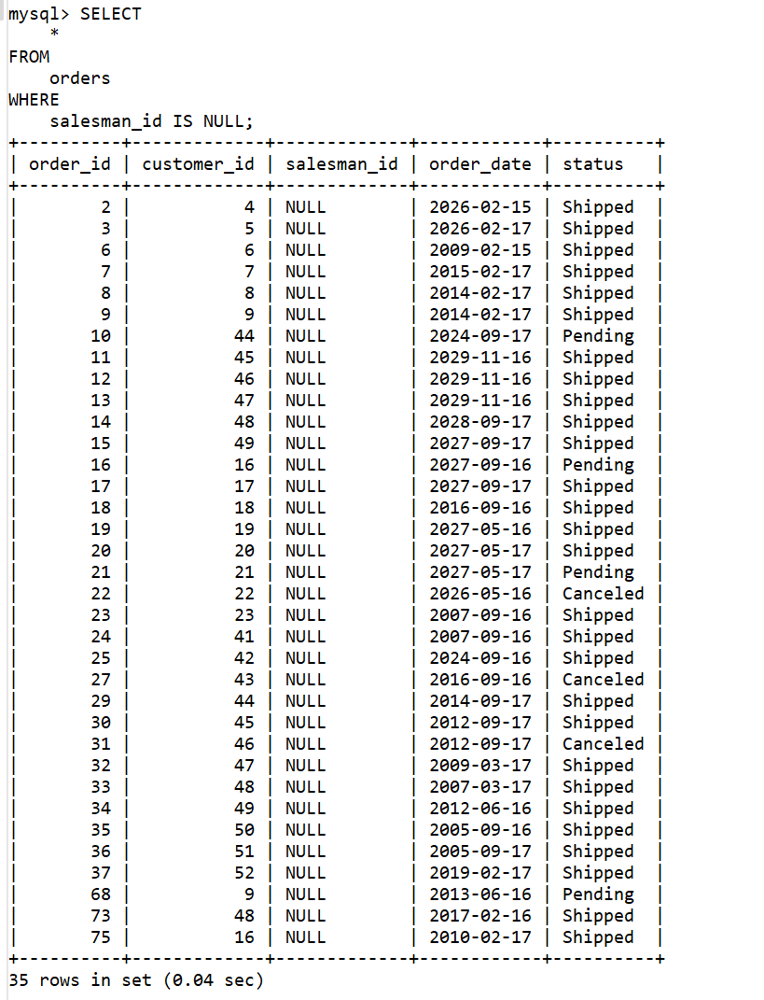 mysql> SELECT
    *
FROM
    orders
WHERE
    salesman_id IS NULL;
+----------+-------------+-------------+------------+----------+
| order_id | customer_id | salesman_id | order_date | status   |
+----------+-------------+-------------+------------+----------+
|        2 |           4 | NULL        | 2026-02-15 | Shipped  |
|        3 |           5 | NULL        | 2026-02-17 | Shipped  |
|        6 |           6 | NULL        | 2009-02-15 | Shipped  |
|        7 |           7 | NULL        | 2015-02-17 | Shipped  |
|        8 |           8 | NULL        | 2014-02-17 | Shipped  |
|        9 |           9 | NULL        | 2014-02-17 | Shipped  |
|       10 |          44 | NULL        | 2024-09-17 | Pending  |
|       11 |          45 | NULL        | 2029-11-16 | Shipped  |
|       12 |          46 | NULL        | 2029-11-16 | Shipped  |
|       13 |          47 | NULL        | 2029-11-16 | Shipped  |
|       14 |          48 | NULL        | 2028-09-17 | Shipped  |
|       15 |          49 | NULL        | 2027-09-17 | Shipped  |
|       16 |          16 | NULL        | 2027-09-16 | Pending  |
|       17 |          17 | NULL        | 2027-09-17 | Shipped  |
|       18 |          18 | NULL        | 2016-09-16 | Shipped  |
|       19 |          19 | NULL        | 2027-05-16 | Shipped  |
|       20 |          20 | NULL        | 2027-05-17 | Shipped  |
|       21 |          21 | NULL        | 2027-05-17 | Pending  |
|       22 |          22 | NULL        | 2026-05-16 | Canceled |
|       23 |          23 | NULL        | 2007-09-16 | Shipped  |
|       24 |          41 | NULL        | 2007-09-16 | Shipped  |
|       25 |          42 | NULL        | 2024-09-16 | Shipped  |
|       27 |          43 | NULL        | 2016-09-16 | Canceled |
|       29 |          44 | NULL        | 2014-09-17 | Shipped  |
|       30 |          45 | NULL        | 2012-09-17 | Shipped  |
|       31 |          46 | NULL        | 2012-09-17 | Canceled |
|       32 |          47 | NULL        | 2009-03-17 | Shipped  |
|       33 |          48 | NULL        | 2007-03-17 | Shipped  |
|       34 |          49 | NULL        | 2012-06-16 | Shipped  |
|       35 |          50 | NULL        | 2005-09-16 | Shipped  |
|       36 |          51 | NULL        | 2005-09-17 | Shipped  |
|       37 |          52 | NULL        | 2019-02-17 | Shipped  |
|       68 |           9 | NULL        | 2013-06-16 | Pending  |
|       73 |          48 | NULL        | 2017-02-16 | Shipped  |
|       75 |          16 | NULL        | 2010-02-17 | Shipped  |
+----------+-------------+-------------+------------+----------+
35 rows in set (0.04 sec)